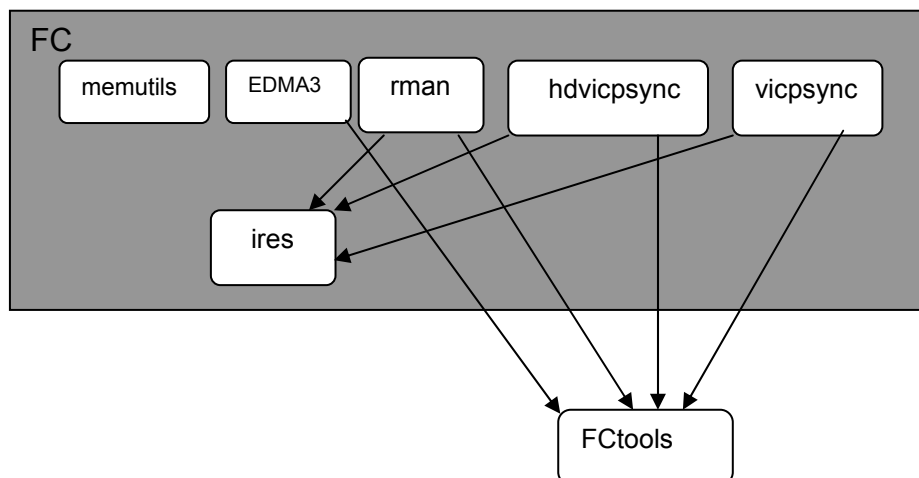 FC
memutils
EDMA3
rman
hdvicpsync
vicpsync
ires
FCtools